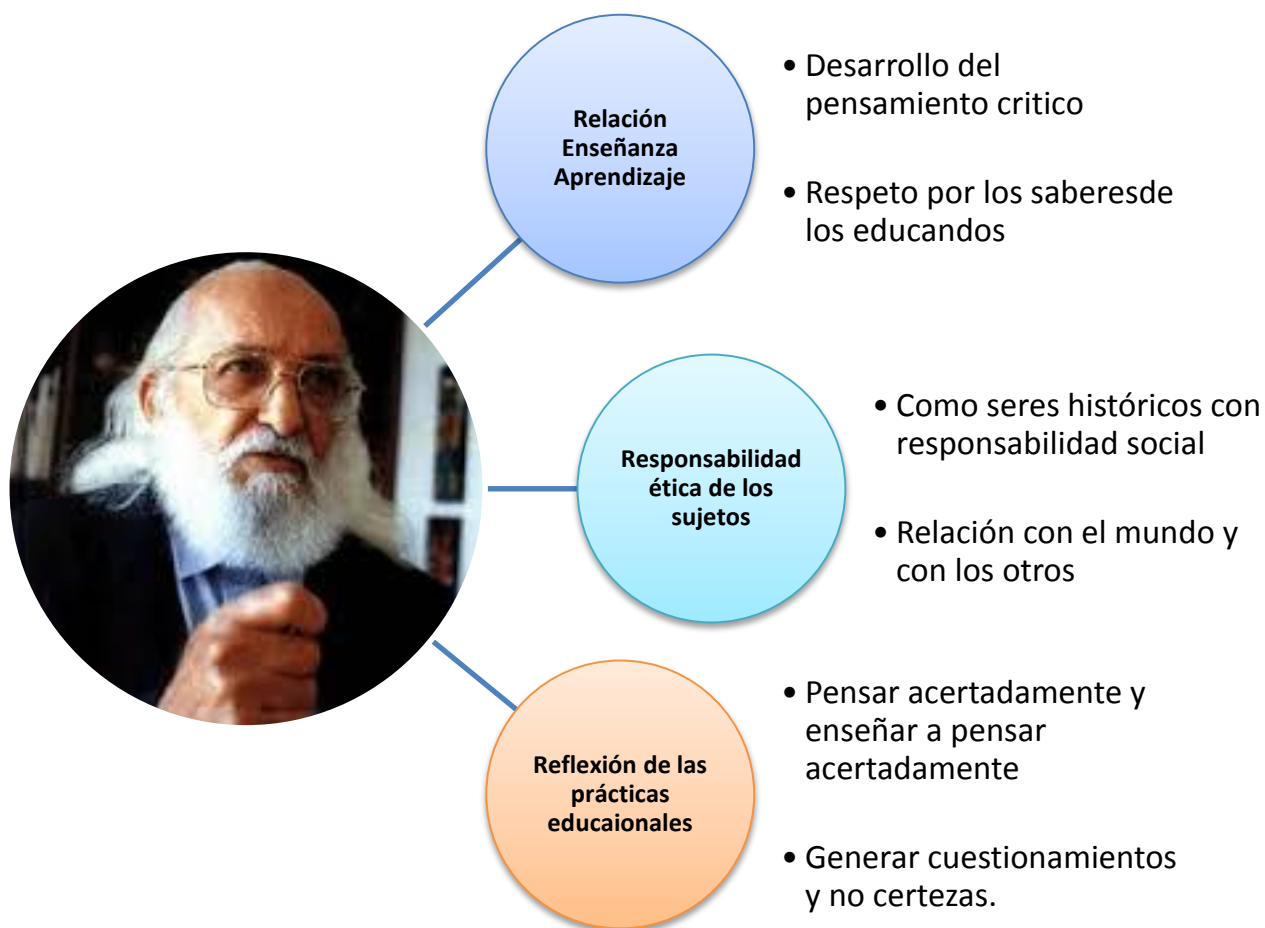 Relación
Enseñanza
Aprendizaje
• Desarrollo del
pensamiento critico
• Respeto por los saberesde
los educandos
Responsabilidad
ética de los
sujetos
• Como seres históricos con
responsabilidad social
• Relación con el mundo y
con los otros
Reflexión de las
prácticas
educaionales
• Pensar acertadamente y
enseñar a pensar
acertadamente
• Generar cuestionamientos
y no certezas.